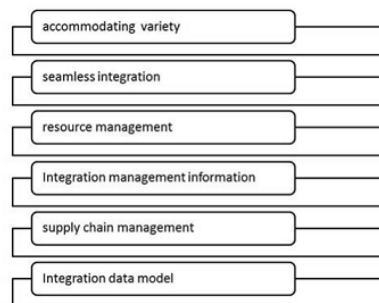 accommodating variety
seamless integration
resource management
Integration management information
supply chain management
Integration data model